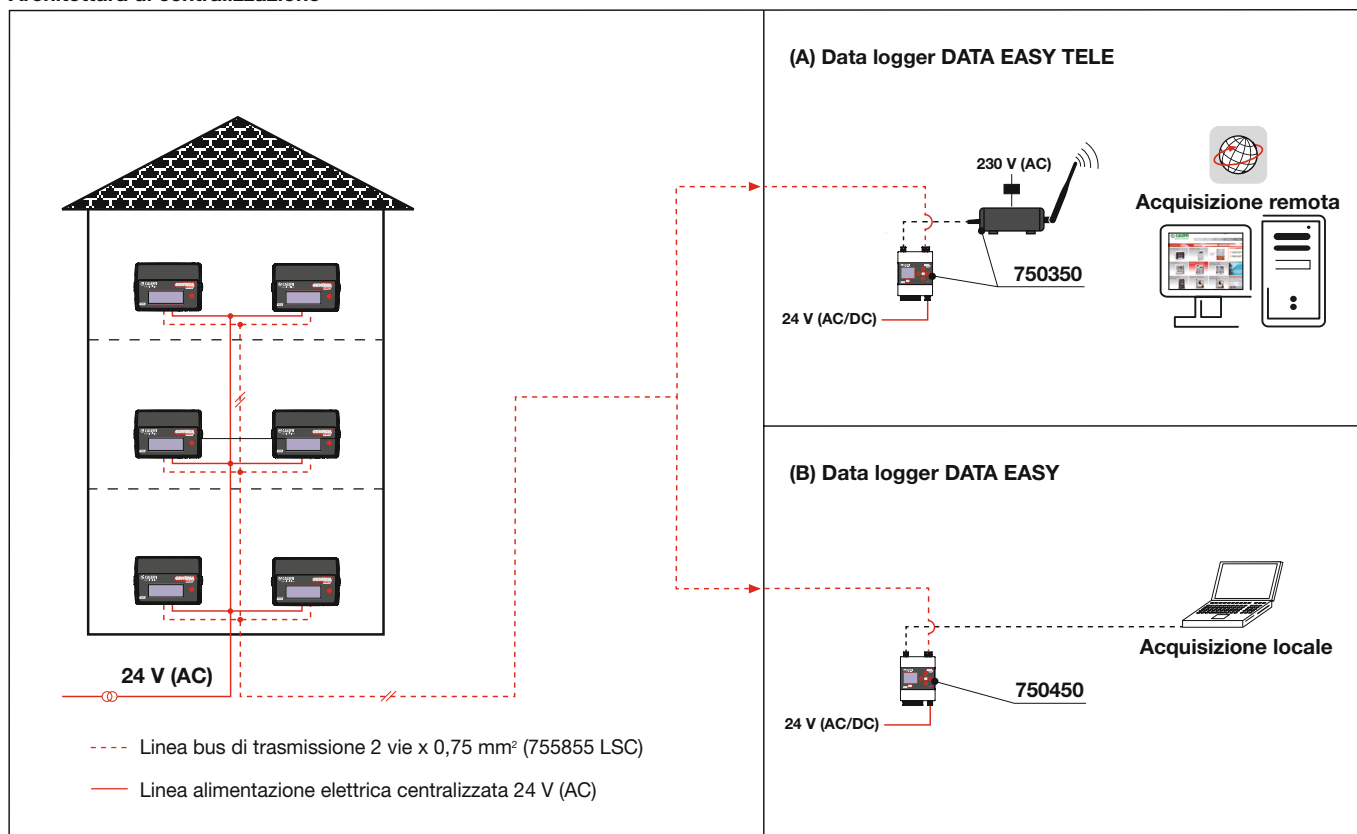 (A) Data logger DATA EASY TELE
230 V (AC)
Acquisizione remota
750350
24 V (AC/DC)
(B) Data logger DATA EASY
Acquisizione locale
750450
24 V (AC/DC)
24 V (AC)
Linea bus di trasmissione 2 vie x 0,75 mm² (755855 LSC)
Linea alimentazione elettrica centralizzata 24 V (AC)